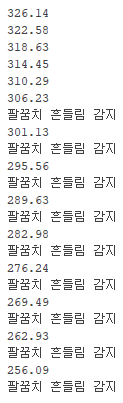 326.14
322.58
318.63
314.45
310.29
306.23
팔꿈치 흔들림 감지
301.13
팔꿈치 흔들림 감지
295.56
팔꿈치 흔들림 감지
289.63
팔꿈치 흔들림 감지
282.98
팔꿈치 흔들림 감지
276.24
팔꿈치 흔들림 감지
269.49
팔꿈치 흔들림 감지
262.93
팔꿈치 흔들림 감지
256.09
팔꿈치 흔들림 감지